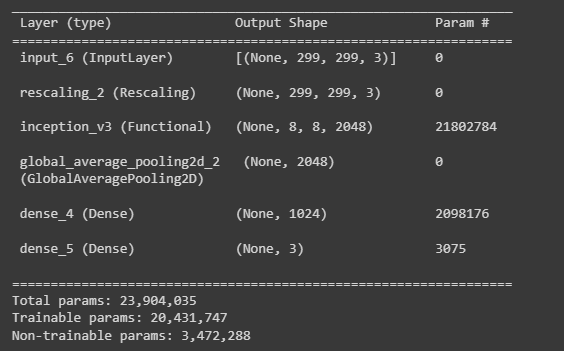 Layer (type) Output Shape Param #
input_6 (InputLayer) [(None, 299, 299, 3)] 0
rescaling_2 (Rescaling) (None, 299, 299, 3) 0
inception_v3 (Functional) (None, 8, 8, 2048) 21802784
global_average_pooling2d_2 (None, 2048) 0
(GlobalAveragePooling2D)
dense_4 (Dense) (None, 1024) 2098176
dense_5 (Dense) (None, 3) 3075
Total params: 23,904,035
Trainable params: 20,431,747
Non-trainable params: 3,472,288